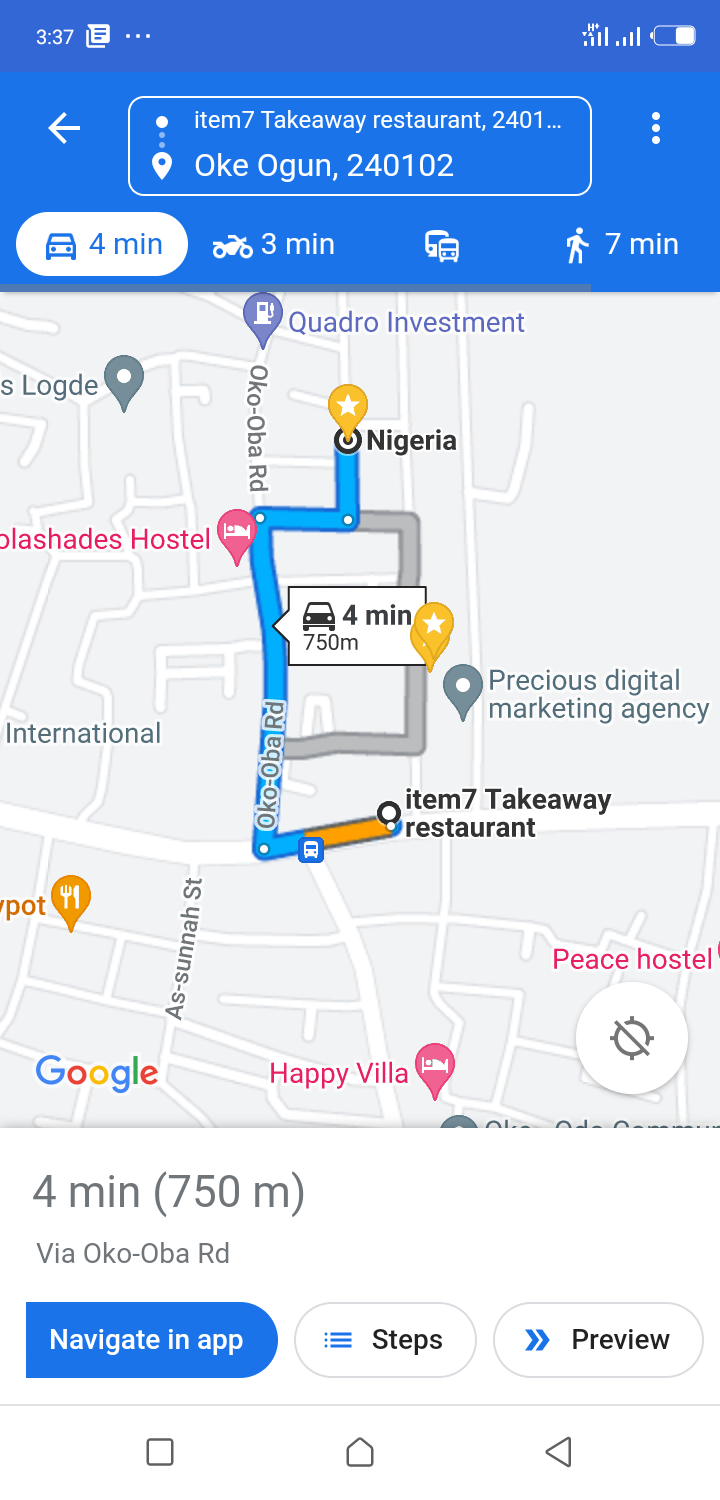 3:37
H+
item7 Takeaway restaurant, 2401...
Oke Ogun, 240102
4 min
3 min
7 min
Quadro Investment
s Logde
Oko-Oba Rd
Nigeria
olashades Hostel
4 min
750m
Precious digital
marketing agency
International
Oko-Oba Rd
item7 Takeaway
restaurant
ypot
As-sunnah St
Peace hostel
Google
Happy Villa
4 min (750 m)
Via Oko-Oba Rd
Navigate in app
Steps
Preview